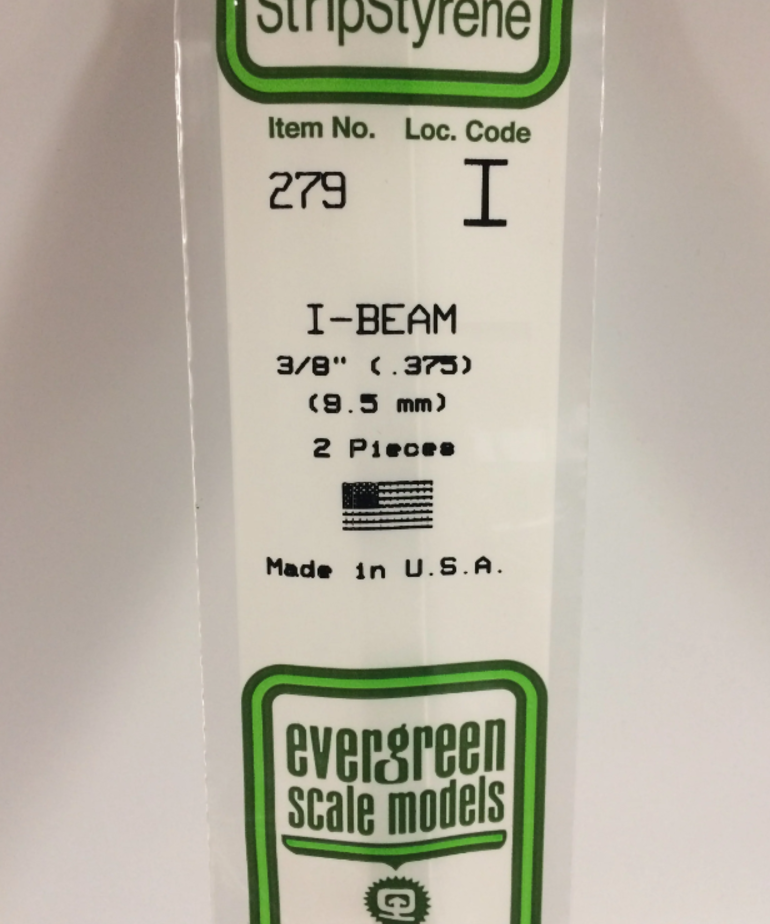 StripStyrene
Item No. Loc. Code
279 I
I-BEAM
3/8" (.375)
(9.5 mm)
2 Pieces
Made in U.S.A.
evergreen
scale models